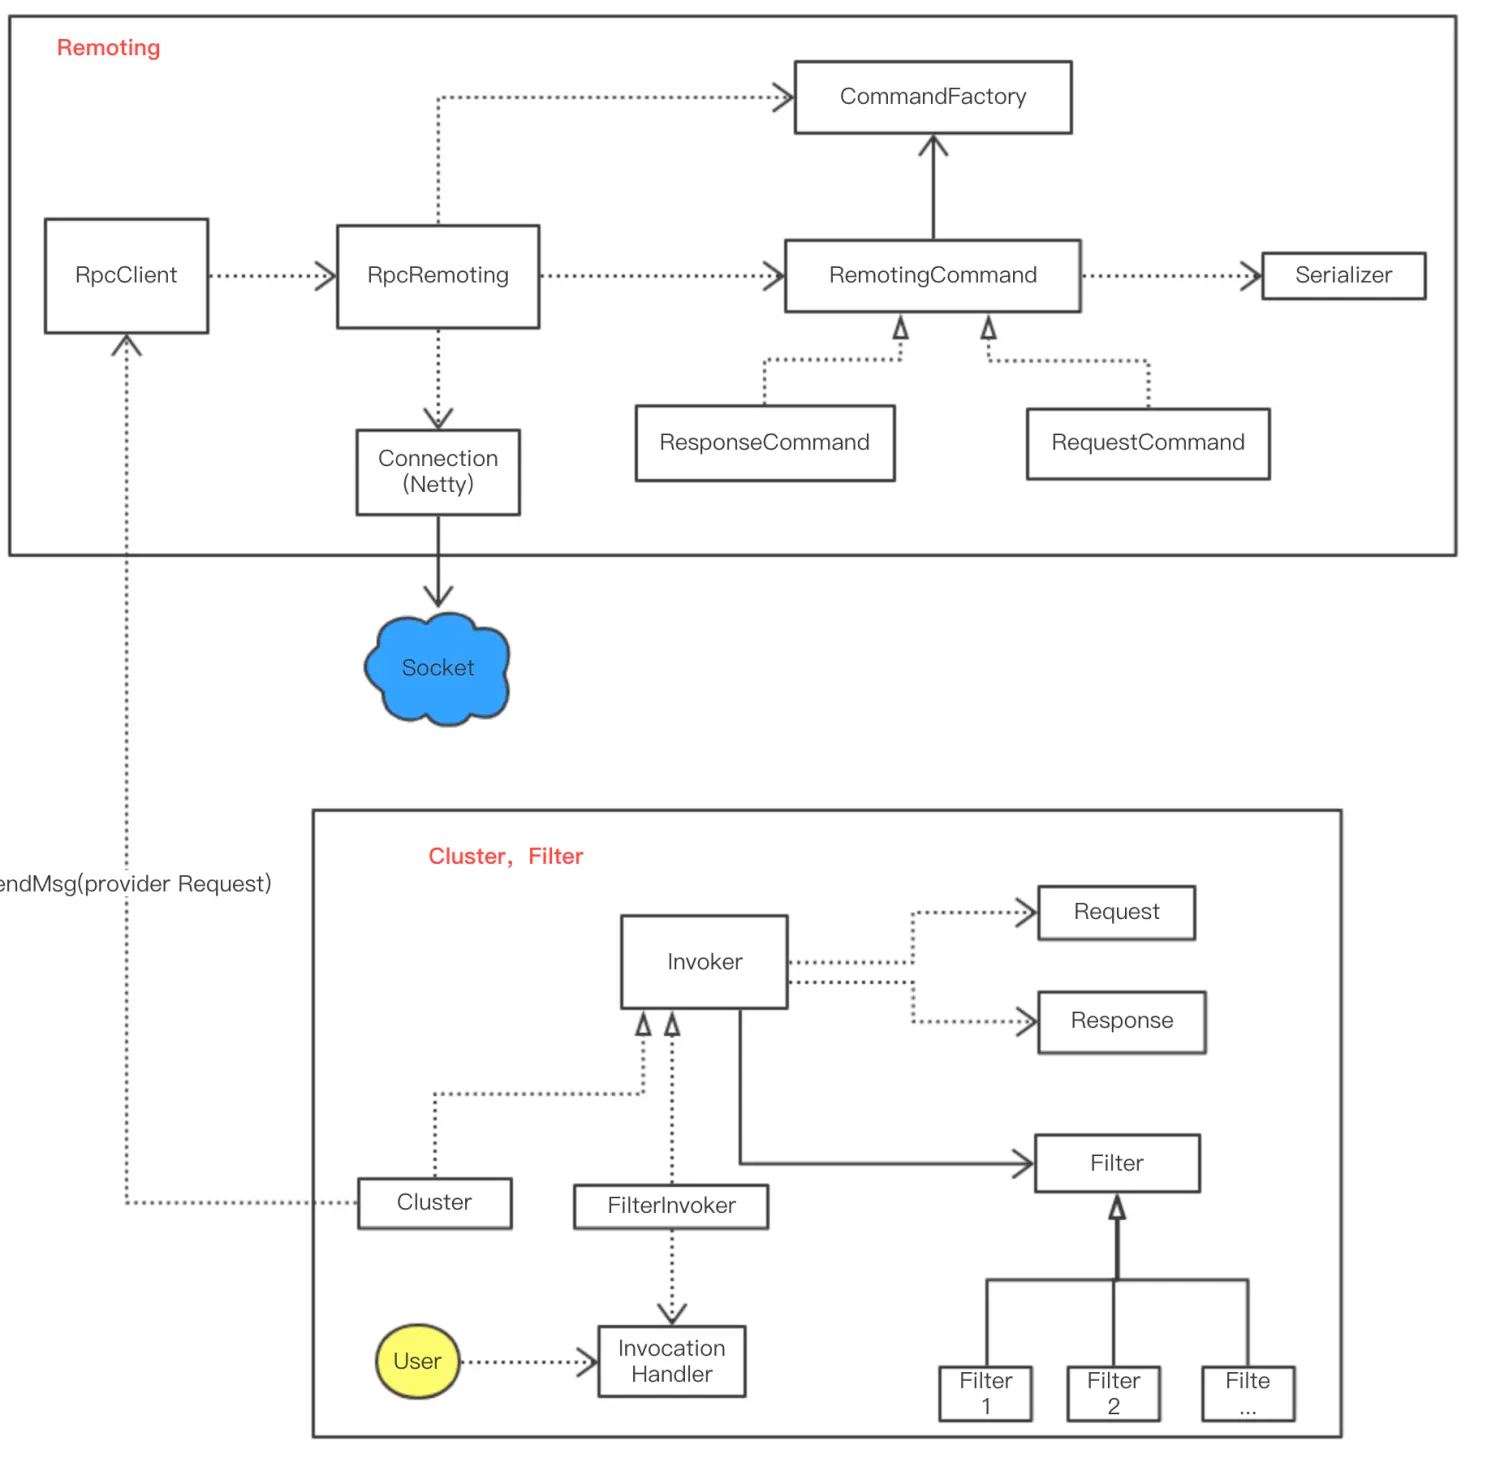 Remoting
CommandFactory
RpcClient
RpcRemoting
RemotingCommand
Serializer
ResponseCommand
RequestCommand
Connection
(Netty)
Socket
Cluster，Filter
endMsg(provider Request)
Request
Invoker
Response
Filter
Cluster
FilterInvoker
User
Invocation
Handler
Filter
1
Filter
2
Filte
...